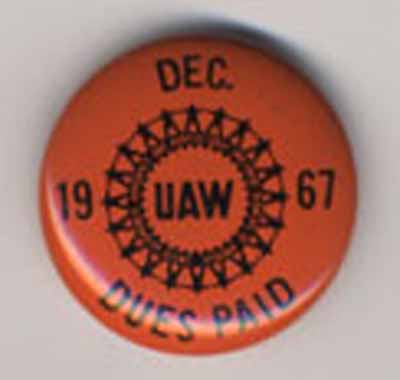 DEC.
19 UAW 67
DUES PAID